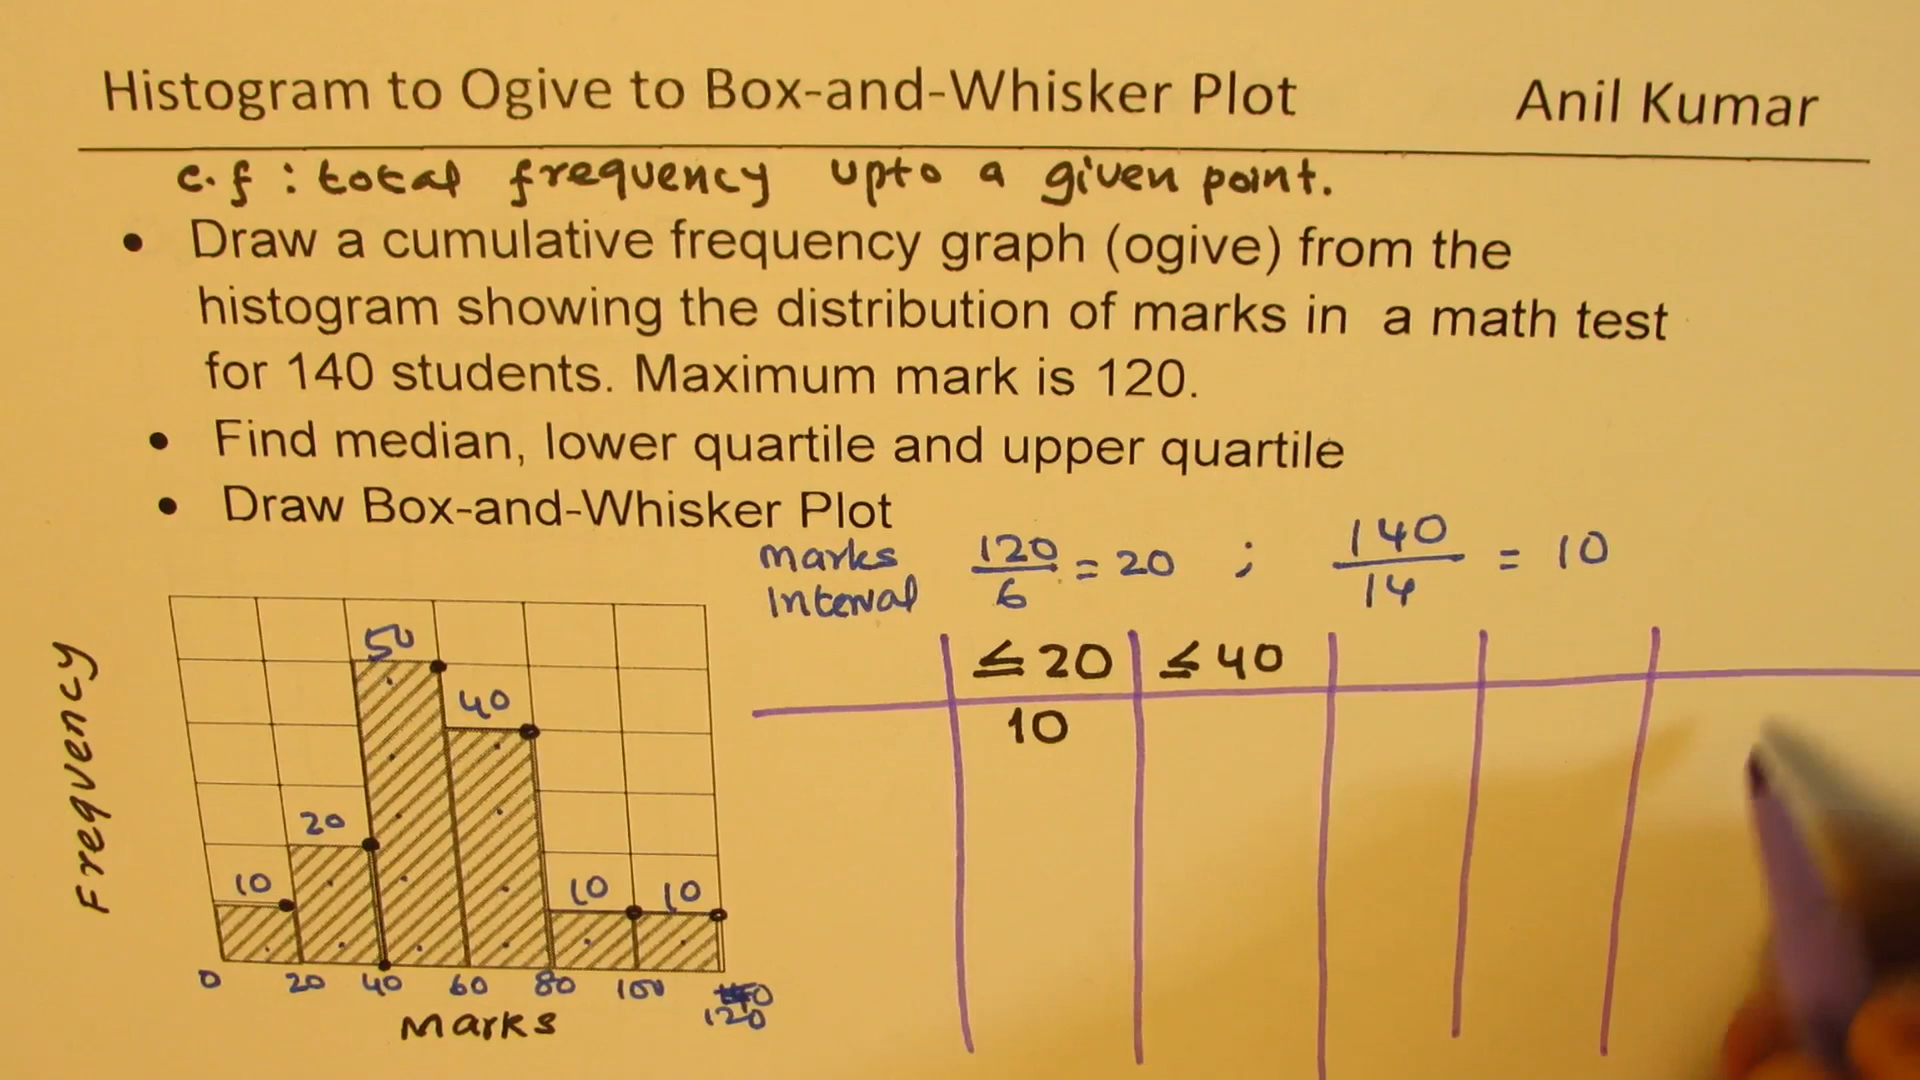 Histogram to Ogive to Box-and-Whisker Plot Anil Kumar
c.f : total frequency upto a given point.
• Draw a cumulative frequency graph (ogive) from the
histogram showing the distribution of marks in a math test
for 140 students. Maximum mark is 120.
• Find median, lower quartile and upper quartile
• Draw Box-and-Whisker Plot
marks
Interval
120/6 = 20 ; 140/14 = 10
≤ 20 ≤ 40
10
Frequency
50
40
20
10
10 10
0 20 40 60 80 100
120
Marks